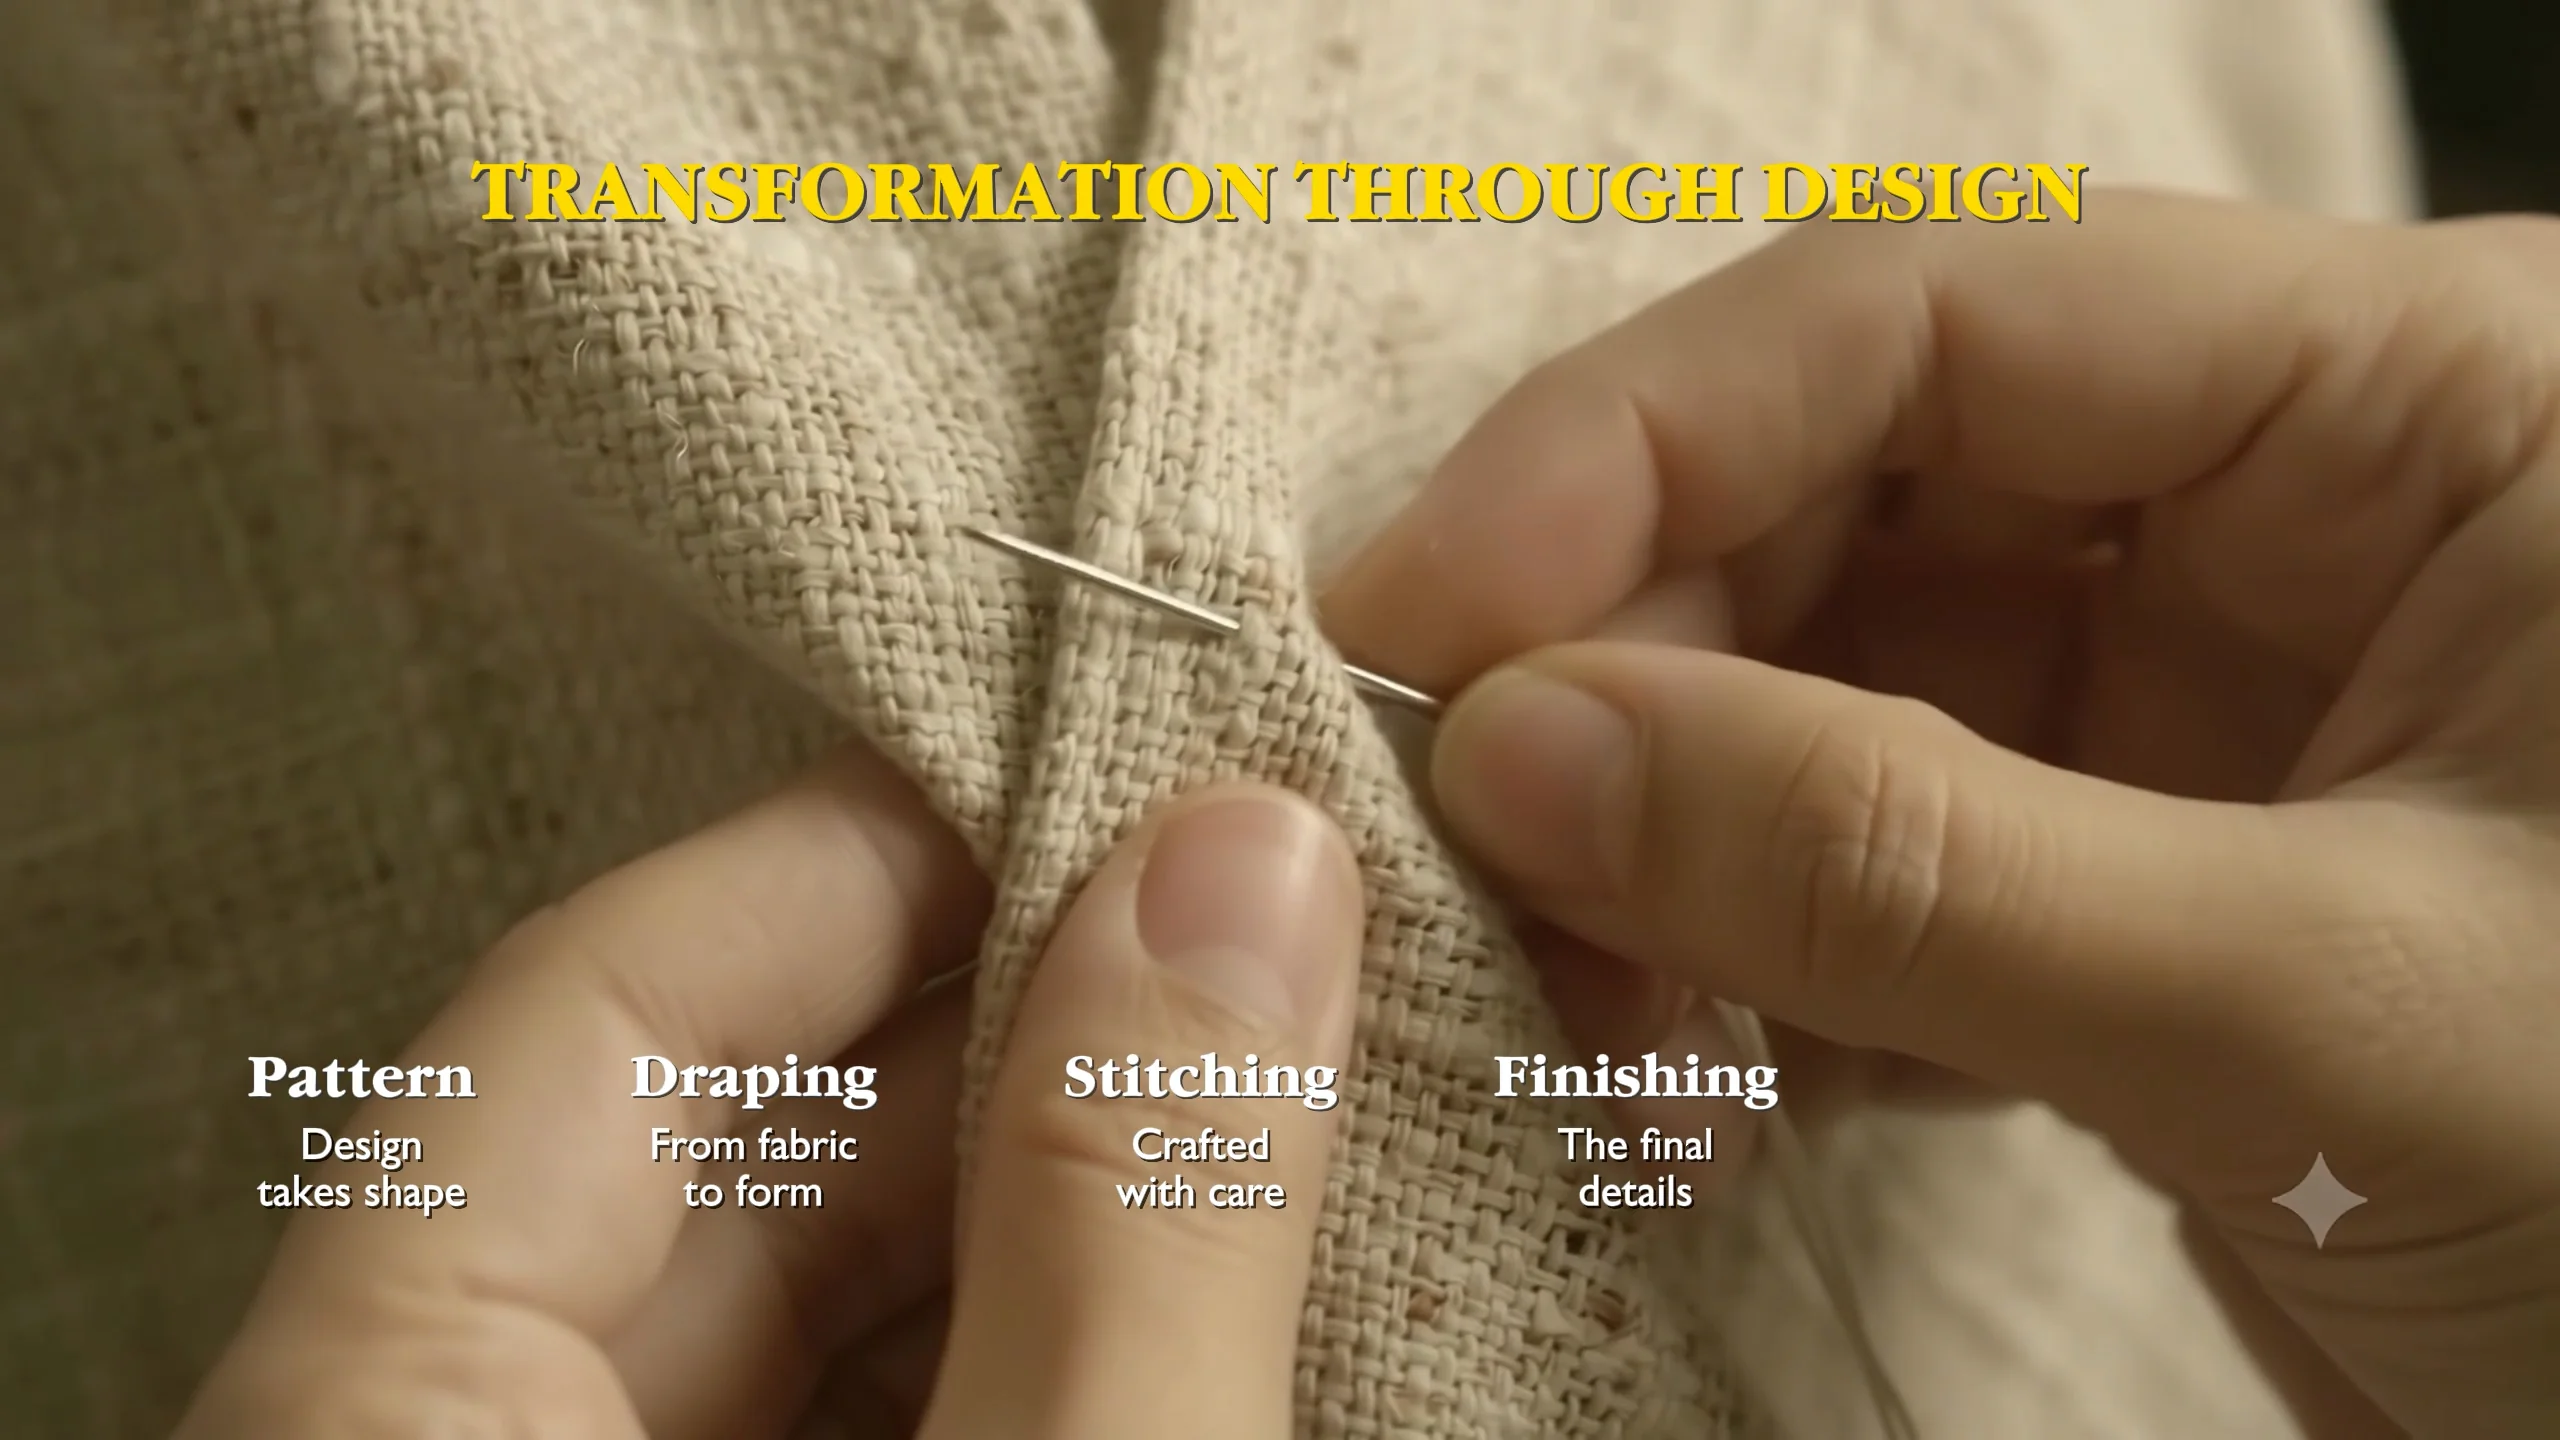 TRANSFORMATION THROUGH DESIGN
Pattern
Design
takes shape
Draping
From fabric
to form
Stitching
Crafted
with care
Finishing
The final
details